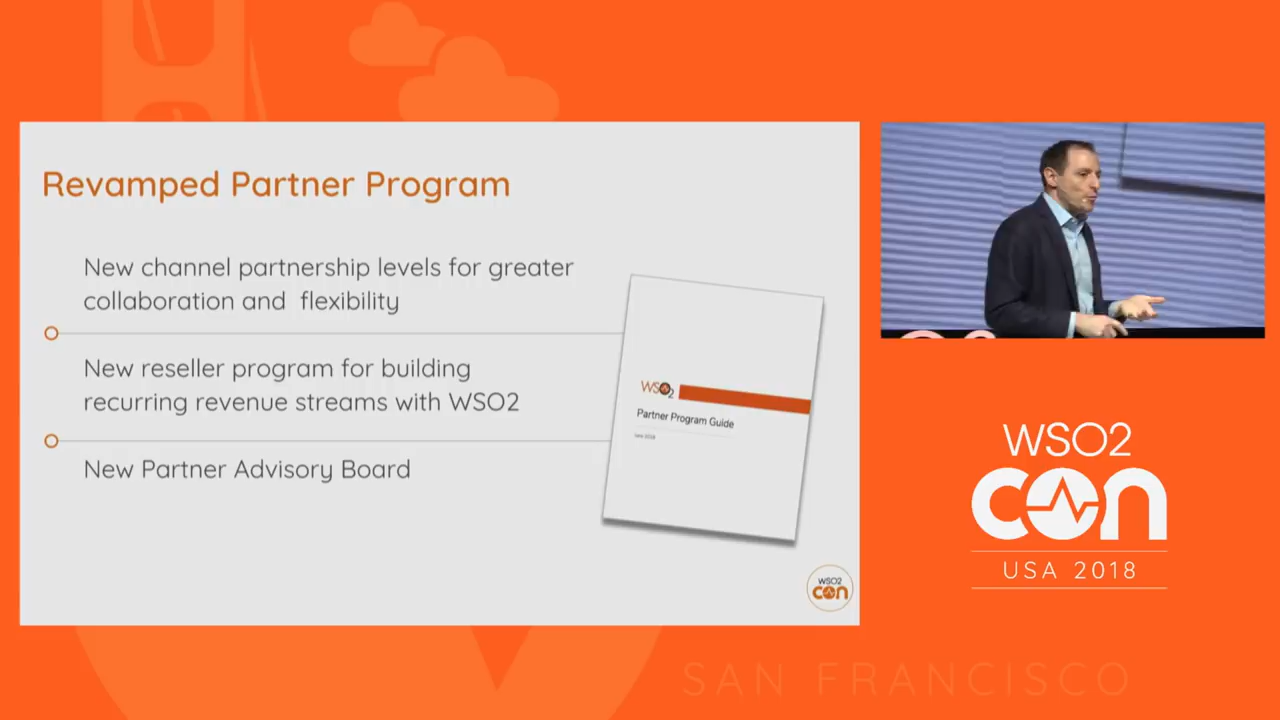 Revamped Partner Program
New channel partnership levels for greater
collaboration and flexibility
New reseller program for building
recurring revenue streams with WSO2
New Partner Advisory Board
WSO2
Partner Program Guide
June 2018
WSO2
con
WSO2
con
USA 2018
SAN FRANCISCO